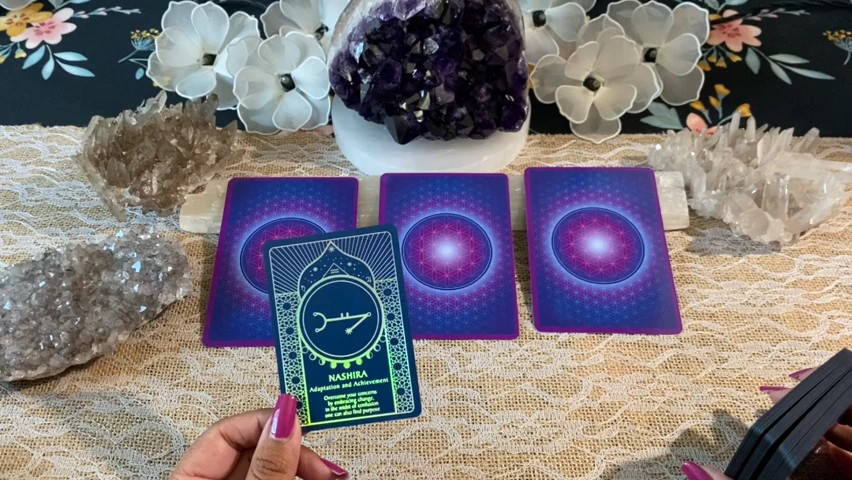 NASHIRA
Adaptation and Achievement
Overcome your concerns
by embracing change,
in the midst of confusion
one can also find purpose